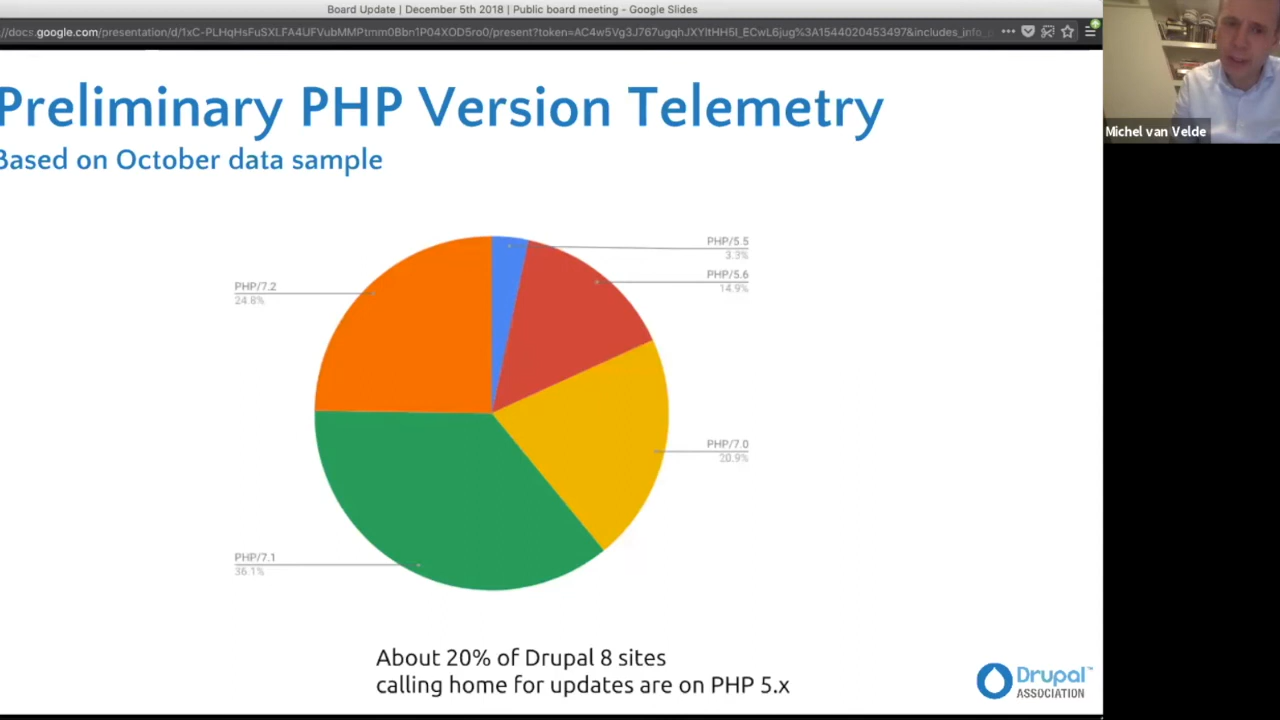 Board Update | December 5th 2018 | Public board meeting - Google Slides
Preliminary PHP Version Telemetry
Based on October data sample
Michel van Velde
PHP/5.5
3.3%
PHP/5.6
14.9%
PHP/7.2
24.8%
PHP/7.0
20.9%
PHP/7.1
36.1%
About 20% of Drupal 8 sites
calling home for updates are on PHP 5.x
Drupal™
ASSOCIATION